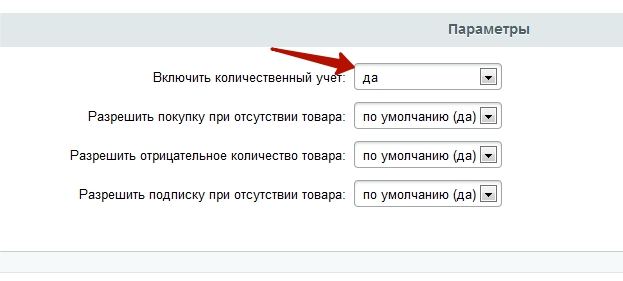 Параметры
Включить количественный учет: да
Разрешить покупку при отсутствии товара: по умолчанию (да)
Разрешить отрицательное количество товара: по умолчанию (да)
Разрешить подписку при отсутствии товара: по умолчанию (да)